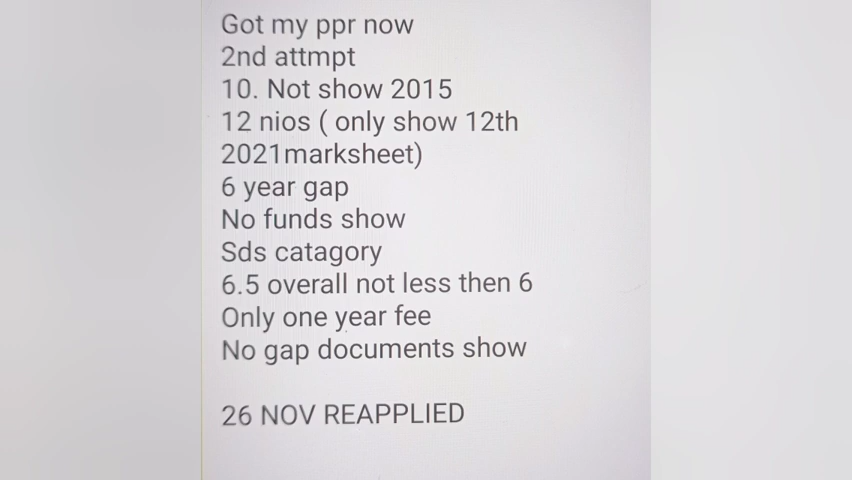 Got my ppr now
2nd attmpt
10. Not show 2015
12 nios ( only show 12th
2021marksheet)
6 year gap
No funds show
Sds catagory
6.5 overall not less then 6
Only one year fee
No gap documents show
26 NOV REAPPLIED